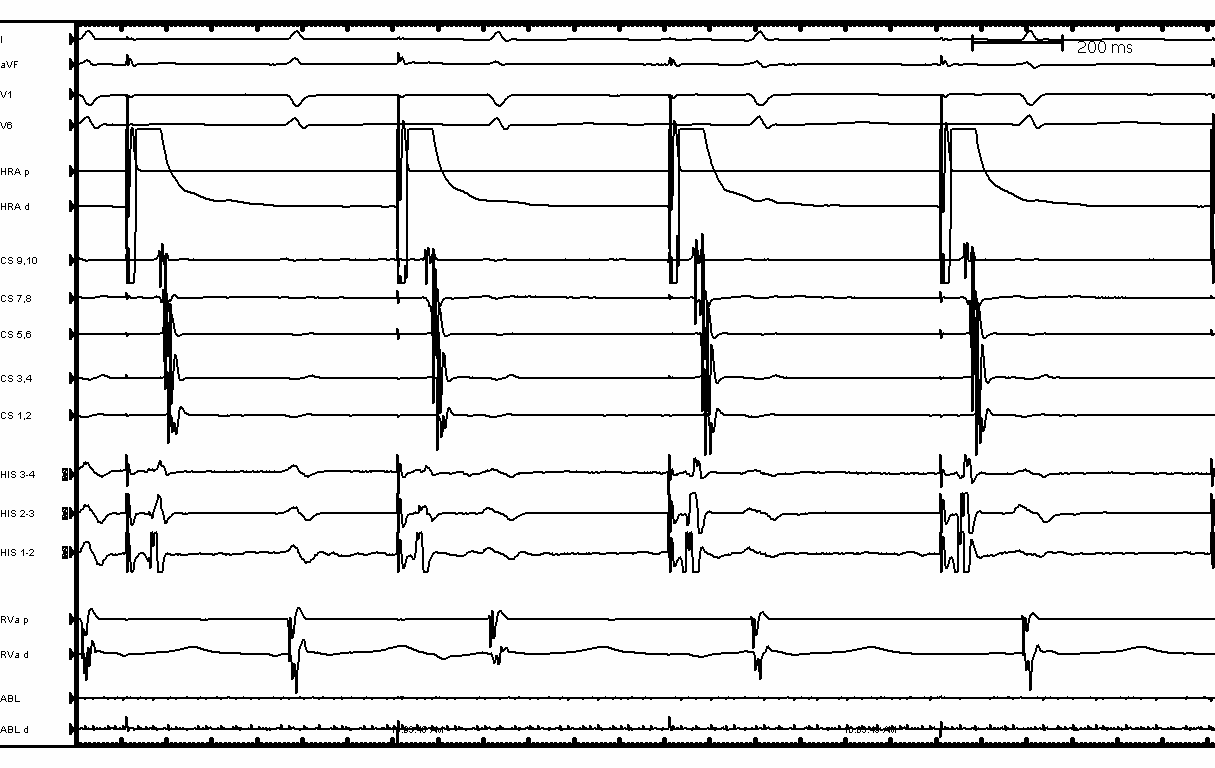 I
200 ms
aVF
V1
V6
HRA p
HRA d
CS 9,10
CS 7,8
CS 5,6
CS 3,4
CS 1,2
HIS 3-4
HIS 2-3
HIS 1-2
RVa p
RVa d
ABL
ABL d